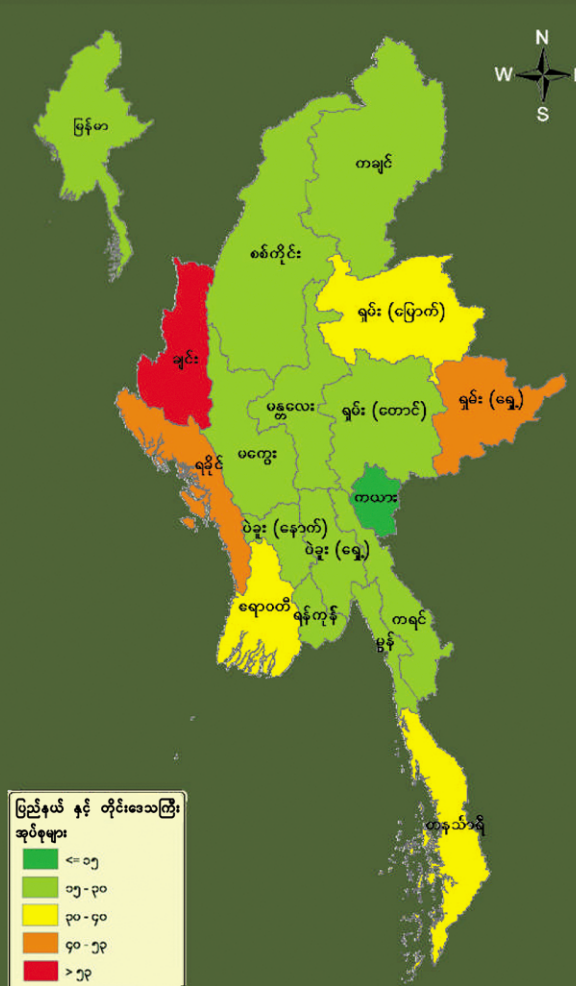 N
W
S
မြန်မာ
ကချင်
စစ်ကိုင်း
ရှမ်း (မြောက်)
ချင်း
မန္တလေး
ရှမ်း (တောင်)
ရှမ်း (ရှေ့)
မကွေး
ရခိုင်
ကယား
ပဲခူး (နောက်)
ပဲခူး (ရှေ့)
ဧရာဝတီ
ရန်ကုန်
ကရင်
မွန်
တနင်္သာရီ
ပြည်နယ် နှင့် တိုင်းဒေသကြီး
အုပ်စုများ
<= ၁၅
၁၅ - ၃၀
၃၀ - ၄၀
၄၀ - ၅၃
> ၅၃